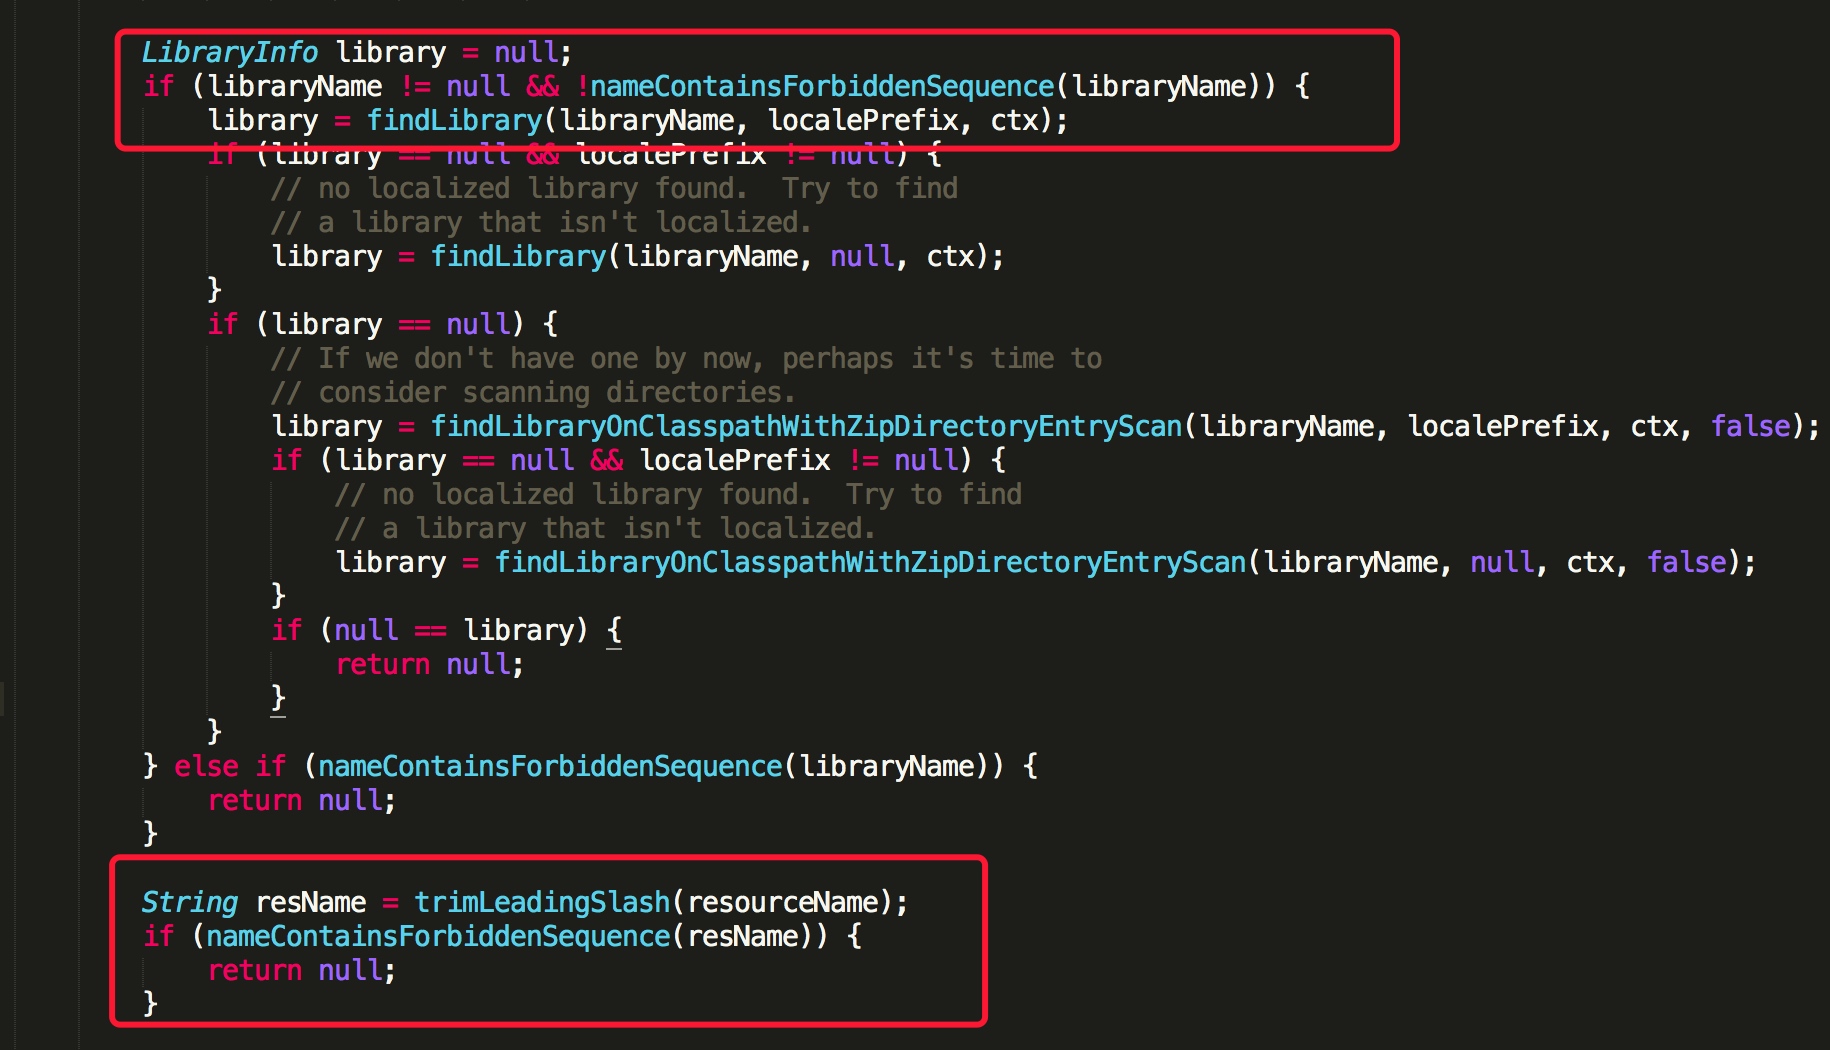 LibraryInfo library = null;
if (libraryName != null && !nameContainsForbiddenSequence(libraryName)) {
    library = findLibrary(libraryName, localePrefix, ctx);
    if (library == null && localePrefix != null) {
        // no localized library found.  Try to find
        // a library that isn't localized.
        library = findLibrary(libraryName, null, ctx);
    }
    if (library == null) {
        // If we don't have one by now, perhaps it's time to
        // consider scanning directories.
        library = findLibraryOnClasspathWithZipDirectoryEntryScan(libraryName, localePrefix, ctx, false);
        if (library == null && localePrefix != null) {
            // no localized library found.  Try to find
            // a library that isn't localized.
            library = findLibraryOnClasspathWithZipDirectoryEntryScan(libraryName, null, ctx, false);
        }
        if (null == library) {
            return null;
        }
    }
} else if (nameContainsForbiddenSequence(libraryName)) {
    return null;
}
String resName = trimLeadingSlash(resourceName);
if (nameContainsForbiddenSequence(resName)) {
    return null;
}